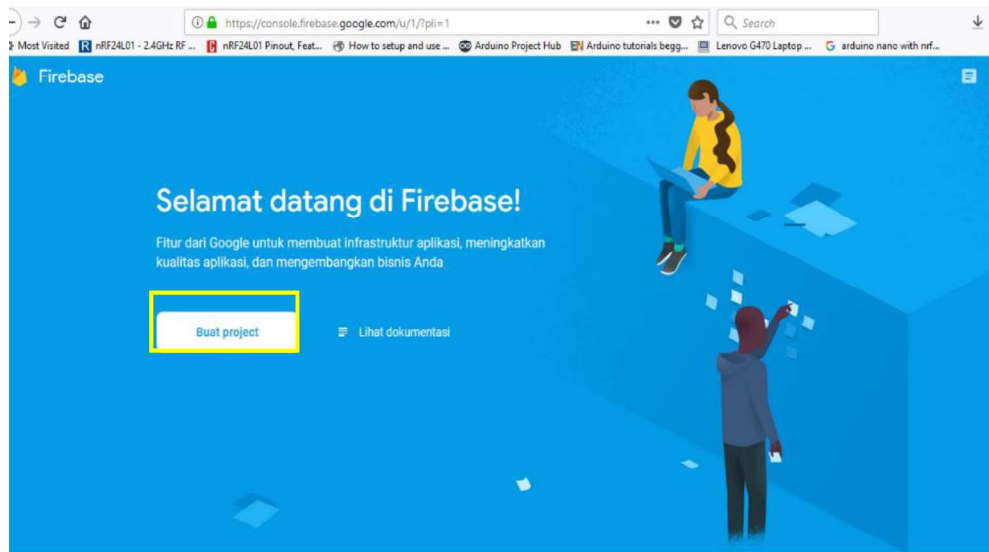 https://console.firebase.google.com/u/1/?pli=1
Search
Most Visited nRF24L01 - 2.4GHz RF ... nRF24L01 Pinout, Feat... How to setup and use ... Arduino Project Hub Arduino tutorials begg... Lenovo G470 Laptop ... arduino nano with nrf...
Firebase
Selamat datang di Firebase!
Fitur dari Google untuk membuat infrastruktur aplikasi, meningkatkan
kualitas aplikasi, dan mengembangkan bisnis Anda
Buat project Lihat dokumentasi